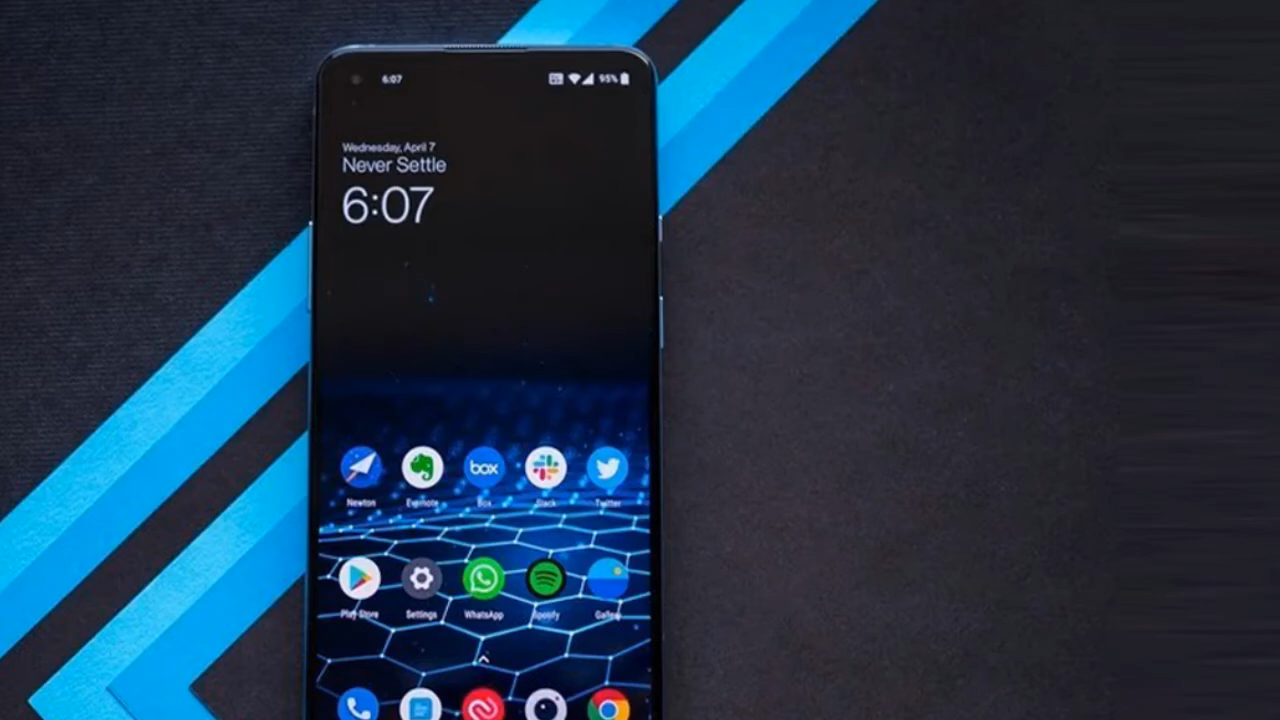 6:07
95%
Wednesday, April 7
Never Settle
6:07
box
Newton
Evernote
Box
Slack
Twitter
Play Store
Settings
WhatsApp
Spotify
Gallery